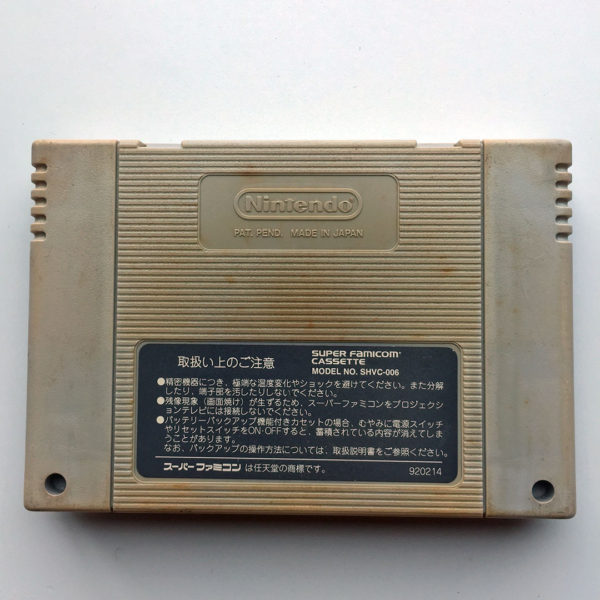 Nintendo
PAT. PEND. MADE IN JAPAN
取扱い上のご注意
SUPER FAMICOM
CASSETTE
MODEL NO. SHVC-006
●精密機器につき、極端な温度変化やショックを避けてください。また分解
したり、端子部を汚したりしないでください。
●残像現象(画面焼け)が生ずるため、スーパーファミコンをプロジェクシ
ョンテレビには接続しないでください。
●バッテリーバックアップ機能付きカセットの場合、むやみに電源スイッチ
やリセットスイッチをON・OFFすると、蓄積されている内容が消えてしま
うことがあります。
なお、バックアップの操作方法については、取扱説明書をご参照ください。
スーパーファミコン は任天堂の商標です。
920214